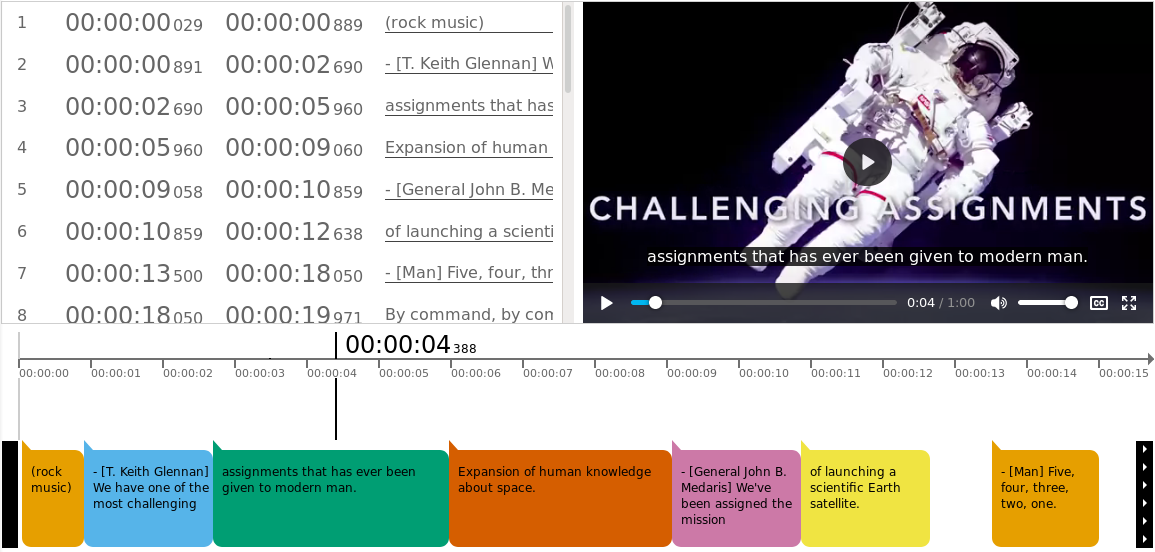 1 00:00:00 029 00:00:00 889 (rock music)
2 00:00:00 891 00:00:02 690 - [T. Keith Glennan] W
3 00:00:02 690 00:00:05 960 assignments that has
4 00:00:05 960 00:00:09 060 Expansion of human
5 00:00:09 058 00:00:10 859 - [General John B. Me
6 00:00:10 859 00:00:12 638 of launching a scienti
7 00:00:13 500 00:00:18 050 - [Man] Five, four, thr
8 00:00:18 050 00:00:19 971 By command, by com
CHALLENGING ASSIGNMENTS
assignments that has ever been given to modern man.
0:04 / 1:00
CC
00:00:04 388
00:00:00 00:00:01 00:00:02 00:00:03 00:00:04 00:00:05 00:00:06 00:00:07 00:00:08 00:00:09 00:00:10 00:00:11 00:00:12 00:00:13 00:00:14 00:00:15
(rock
music)
- [T. Keith Glennan]
We have one of the
most challenging
assignments that has ever been
given to modern man.
Expansion of human knowledge
about space.
- [General John B.
Medaris] We've
been assigned the
mission
of launching a
scientific Earth
satellite.
- [Man] Five,
four, three,
two, one.